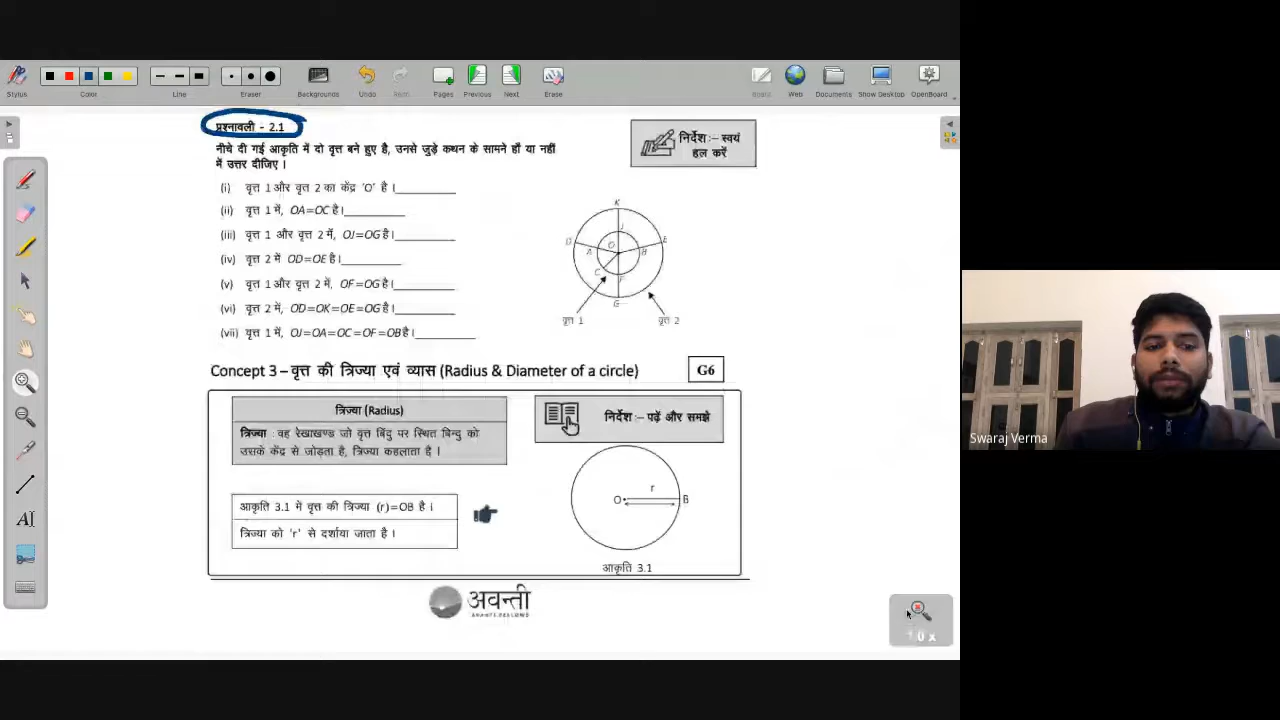 Stylus Color Line Eraser Backgrounds Undo Redo Pages Previous Next Erase Board Web Documents Show Desktop OpenBoard
प्रश्नावली - 2.1
निर्देश:– स्वयं
हल करें
नीचे दी गई आकृति में दो वृत्त बने हुए है, उनसे जुड़े कथन के सामने हाँ या नहीं
में उत्तर दीजिए ।
(i) वृत्त 1 और वृत्त 2 का केंद्र 'O' है ।
(ii) वृत्त 1 में, OA=OC है।
(iii) वृत्त 1 और वृत्त 2 में, OJ=OG है।
(iv) वृत्त 2 में OD=OE है।
(v) वृत्त 1 और वृत्त 2 में, OF=OG है।
(vi) वृत्त 2 में, OD=OK=OE=OG है।
(vii) वृत्त 1 में, OJ=OA=OC=OF=OB है।
K
J
D
O
E
A
B
C
F
G
वृत्त 1
वृत्त 2
Concept 3 – वृत्त की त्रिज्या एवं व्यास (Radius & Diameter of a circle)
G6
त्रिज्या (Radius)
त्रिज्या : वह रेखाखण्ड जो वृत्त बिंदु पर स्थित बिन्दु को
उसके केंद्र से जोड़ता है, त्रिज्या कहलाता है ।
निर्देश:– पढ़ें और समझे
आकृति 3.1 में वृत्त की त्रिज्या (r)=OB है ।
त्रिज्या को 'r' से दर्शाया जाता है ।
r
O
B
आकृति 3.1
अवन्ती
1.0 x
Swaraj Verma